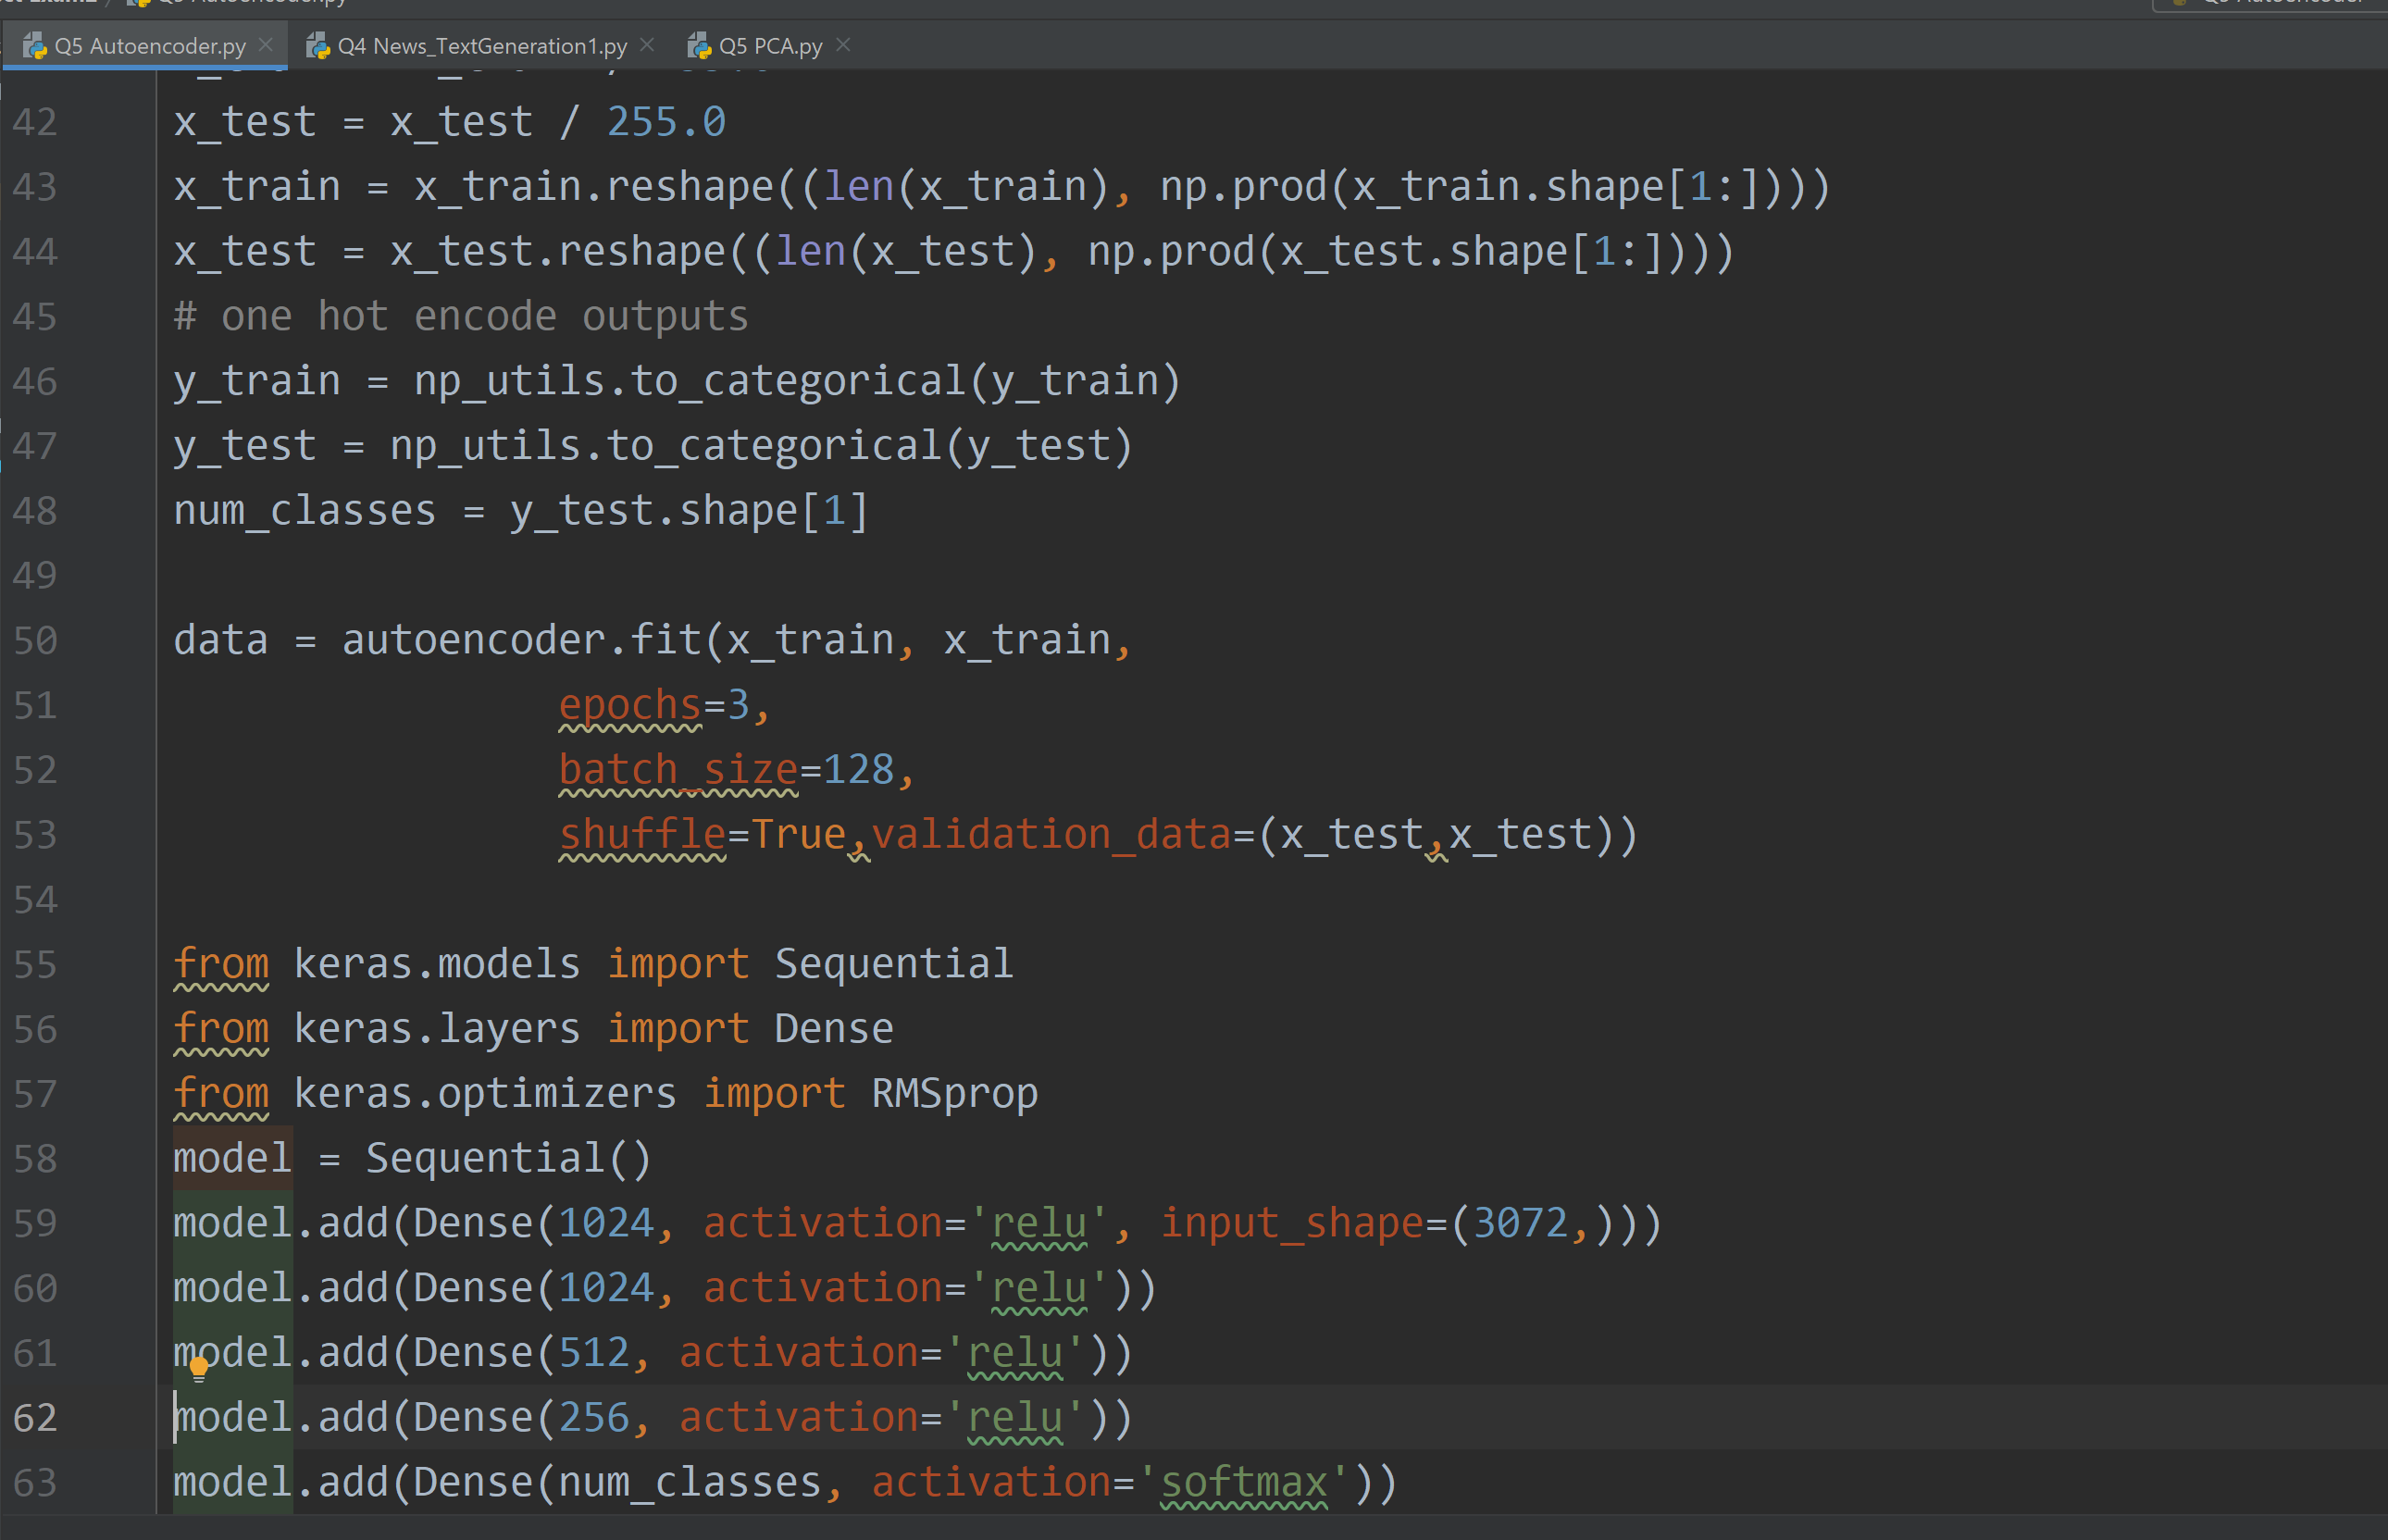 Q5 Autoencoder.py
Q5 Autoencoder.py
Q4 News_TextGeneration1.py
Q5 PCA.py
42 x_test = x_test / 255.0
43 x_train = x_train.reshape((len(x_train), np.prod(x_train.shape[1:])))
44 x_test = x_test.reshape((len(x_test), np.prod(x_test.shape[1:])))
45 # one hot encode outputs
46 y_train = np_utils.to_categorical(y_train)
47 y_test = np_utils.to_categorical(y_test)
48 num_classes = y_test.shape[1]
49
50 data = autoencoder.fit(x_train, x_train,
51 epochs=3,
52 batch_size=128,
53 shuffle=True,validation_data=(x_test,x_test))
54
55 from keras.models import Sequential
56 from keras.layers import Dense
57 from keras.optimizers import RMSprop
58 model = Sequential()
59 model.add(Dense(1024, activation='relu', input_shape=(3072,)))
60 model.add(Dense(1024, activation='relu'))
61 model.add(Dense(512, activation='relu'))
62 model.add(Dense(256, activation='relu'))
63 model.add(Dense(num_classes, activation='softmax'))